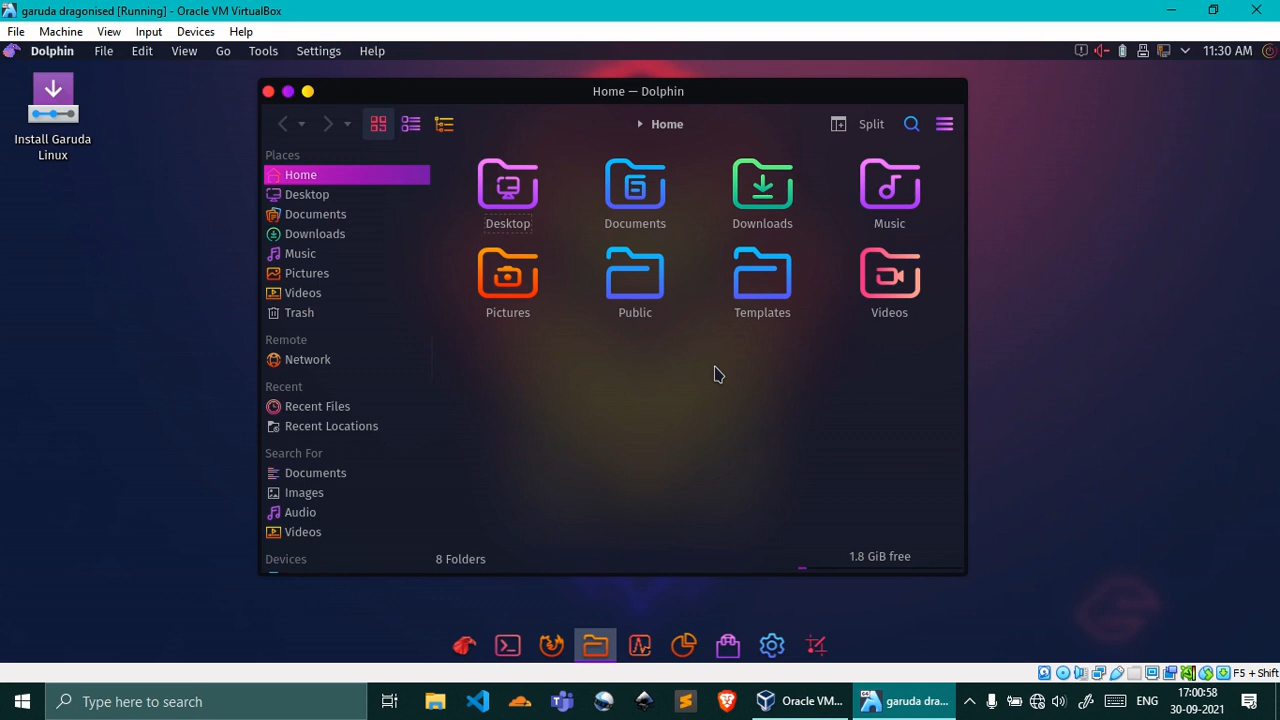 garuda dragonised [Running] - Oracle VM VirtualBox
File Machine View Input Devices Help
Dolphin File Edit View Go Tools Settings Help 11:30 AM
Install Garuda
Linux
Home — Dolphin
Home Split
Places
Home
Desktop
Documents
Downloads
Music
Pictures
Videos
Trash
Remote
Network
Recent
Recent Files
Recent Locations
Search For
Documents
Images
Audio
Videos
Devices
Desktop Documents Downloads Music
Pictures Public Templates Videos
8 Folders 1.8 GiB free
F5 + Shift
Type here to search Oracle VM... garuda dra... ENG 17:00:58
30-09-2021